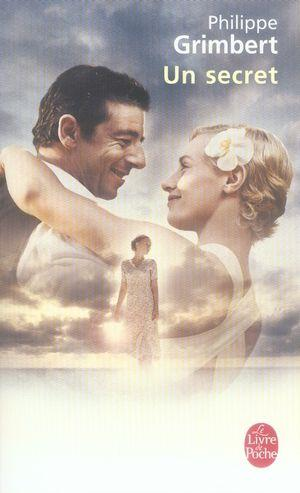 Philippe
Grimbert
Un secret
Le
Livre
de
Poche